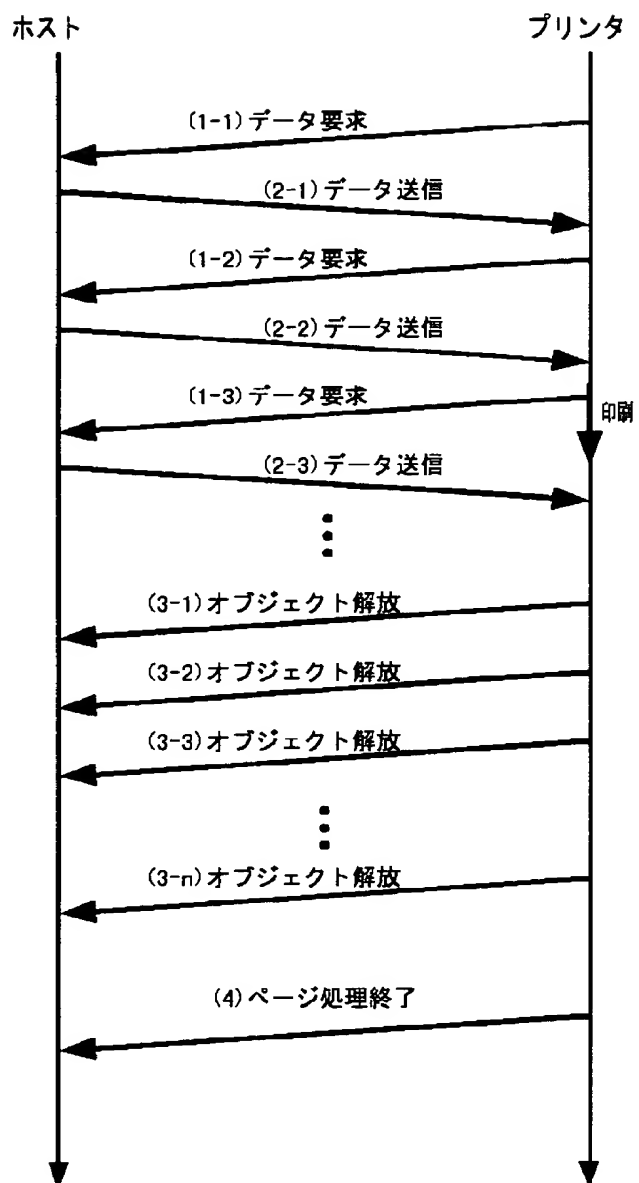 ホスト
プリンタ
(1-1)データ要求
(2-1)データ送信
(1-2)データ要求
(2-2)データ送信
(1-3)データ要求
印刷
(2-3)データ送信
(3-1)オブジェクト解放
(3-2)オブジェクト解放
(3-3)オブジェクト解放
(3-n)オブジェクト解放
(4)ページ処理終了